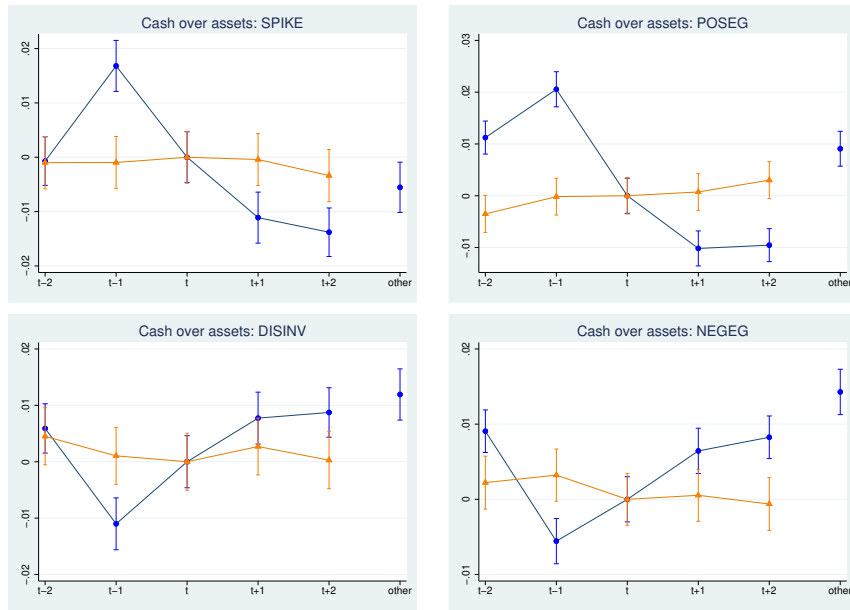 Cash over assets: SPIKE
.02
.01
0
−.01
−.02
t−2 t−1 t t+1 t+2 other
Cash over assets: POSEG
.03
.02
.01
0
−.01
t−2 t−1 t t+1 t+2 other
Cash over assets: DISINV
.02
.01
0
−.01
−.02
t−2 t−1 t t+1 t+2 other
Cash over assets: NEGEG
.02
.01
0
−.01
t−2 t−1 t t+1 t+2 other